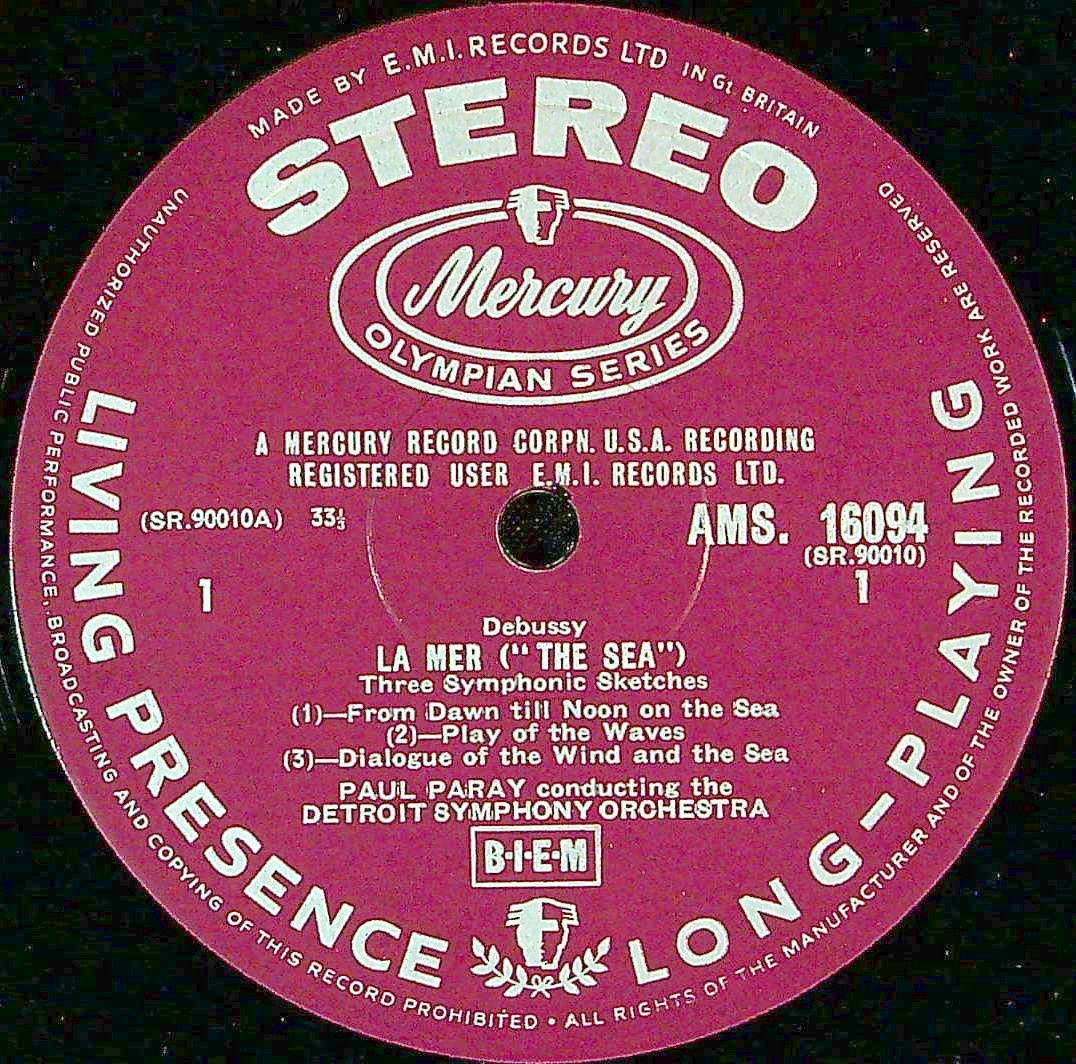 MADE BY E.M.I. RECORDS LTD IN Gt BRITAIN
STEREO
Mercury
OLYMPIAN SERIES
A MERCURY RECORD CORPN. U.S.A. RECORDING
REGISTERED USER E.M.I. RECORDS LTD.
(SR.90010A) 33⅓
AMS. 16094
(SR.90010)
1
1
Debussy
LA MER ("THE SEA")
Three Symphonic Sketches
(1)—From Dawn till Noon on the Sea
(2)—Play of the Waves
(3)—Dialogue of the Wind and the Sea
PAUL PARAY conducting the
DETROIT SYMPHONY ORCHESTRA
B·I·E·M
LIVING PRESENCE
LONG-PLAYING
UNAUTHORIZED PUBLIC PERFORMANCE, BROADCASTING AND COPYING OF THIS RECORD PROHIBITED • ALL RIGHTS OF THE MANUFACTURER AND OF THE OWNER OF THE RECORDED WORK ARE RESERVED